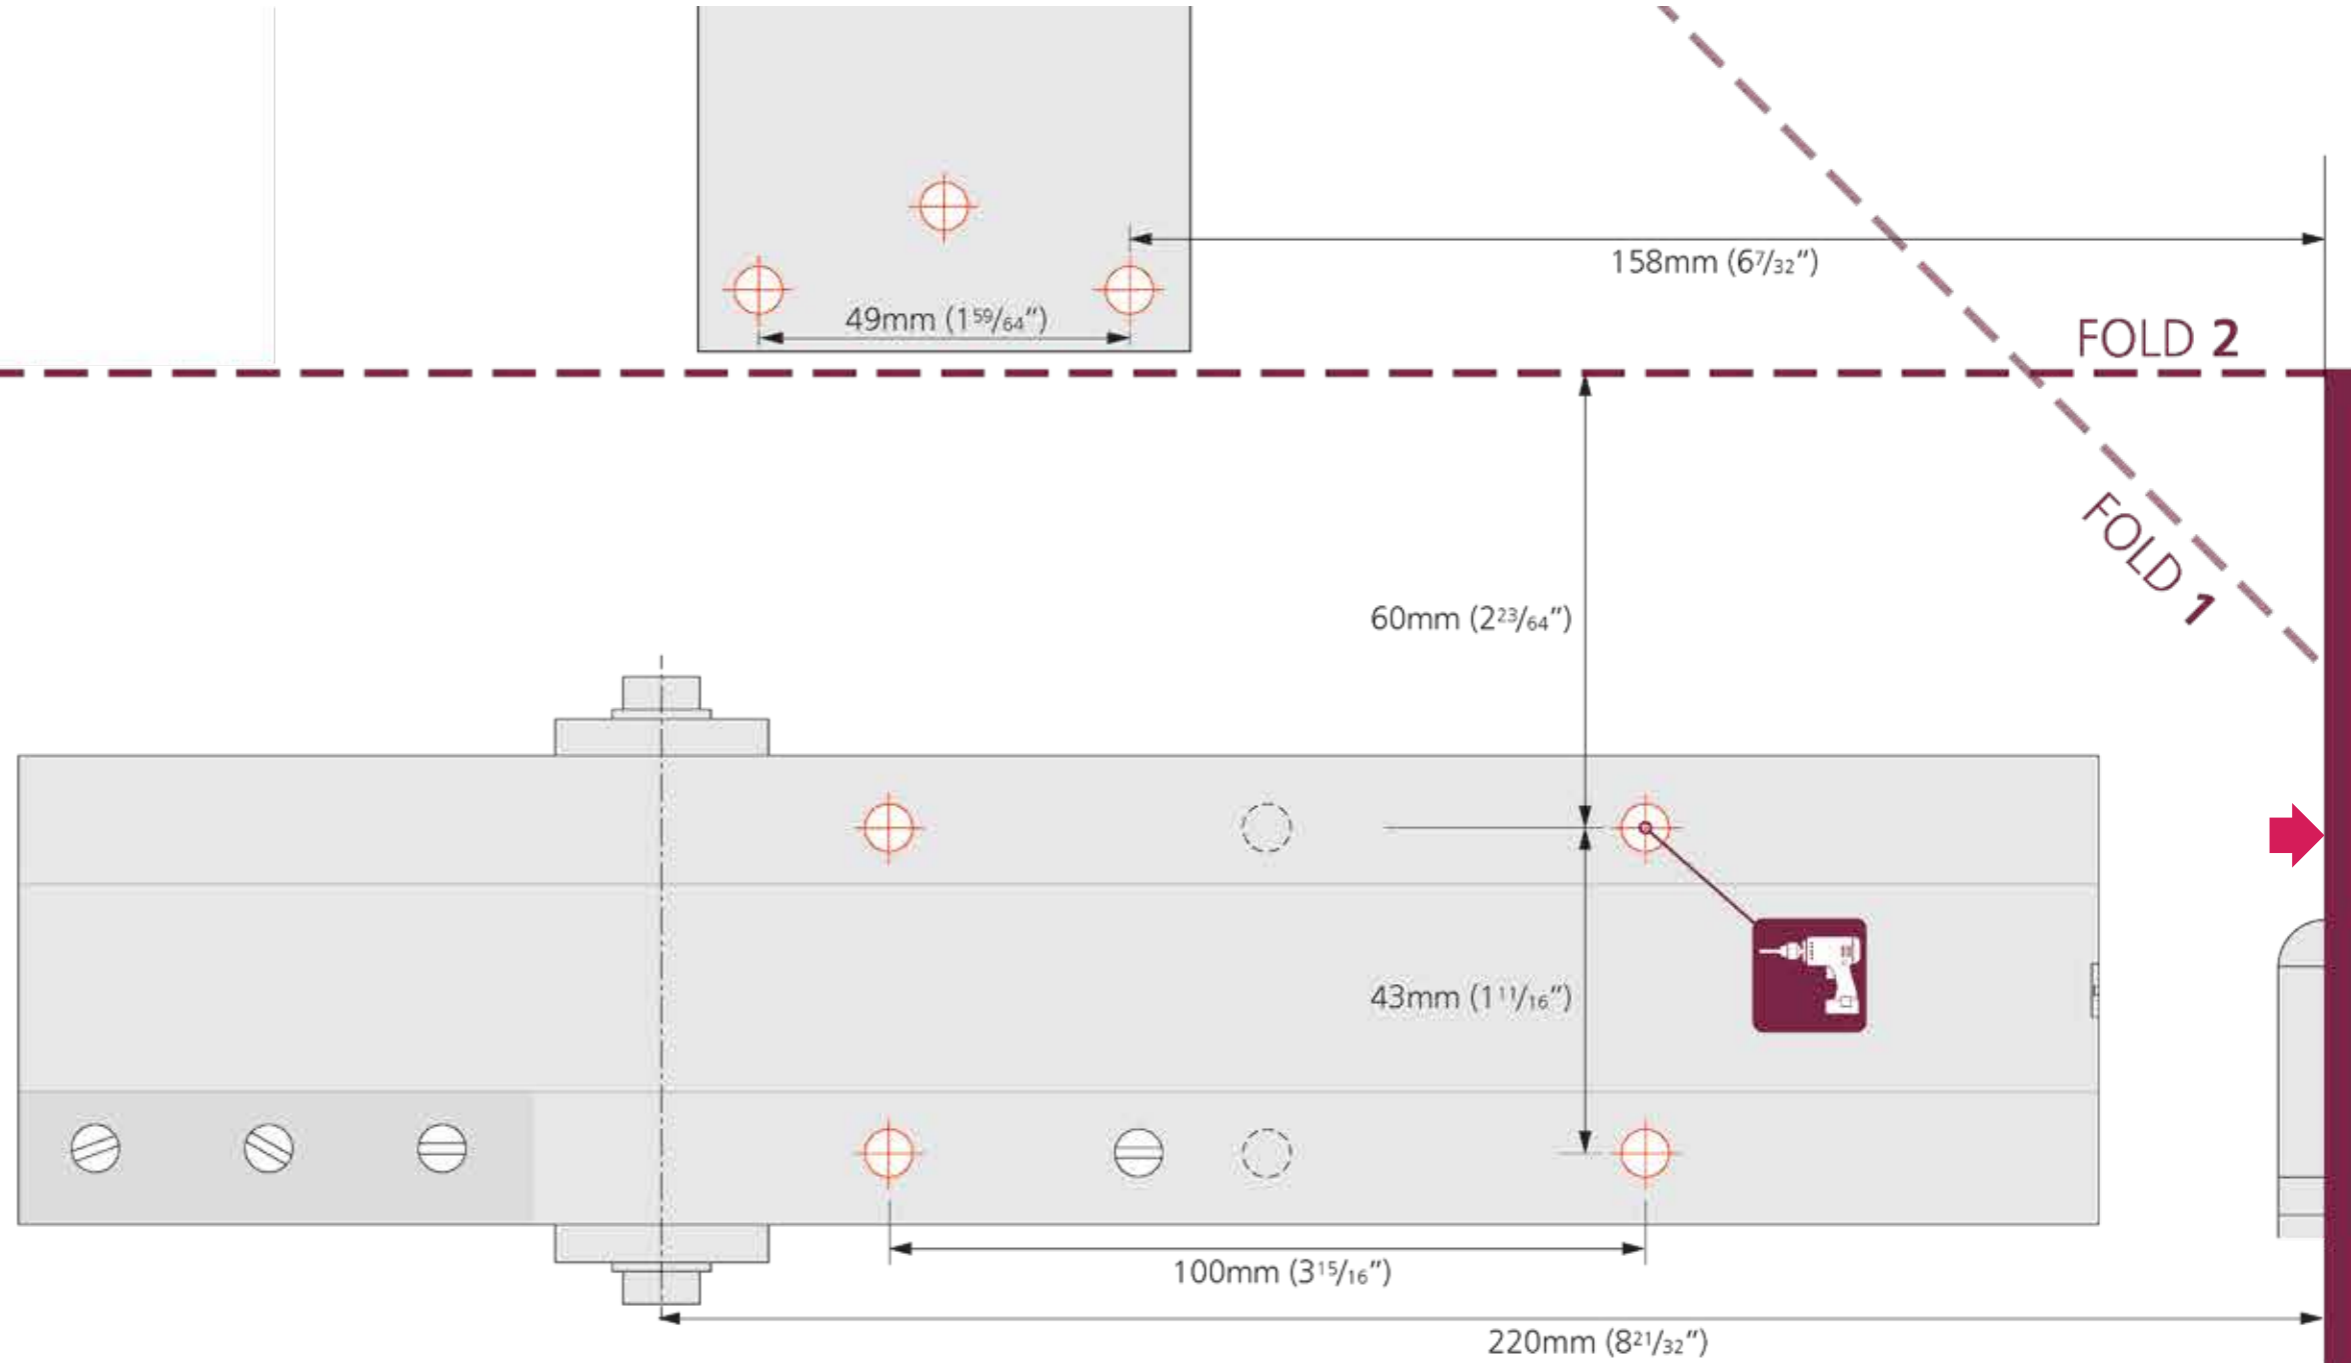 158mm (6⁷/₃₂")
49mm (1⁵⁹/₆₄")
FOLD 2
FOLD 1
60mm (2²³/₆₄")
43mm (1¹¹/₁₆")
100mm (3¹⁵/₁₆")
220mm (8²¹/₃₂")